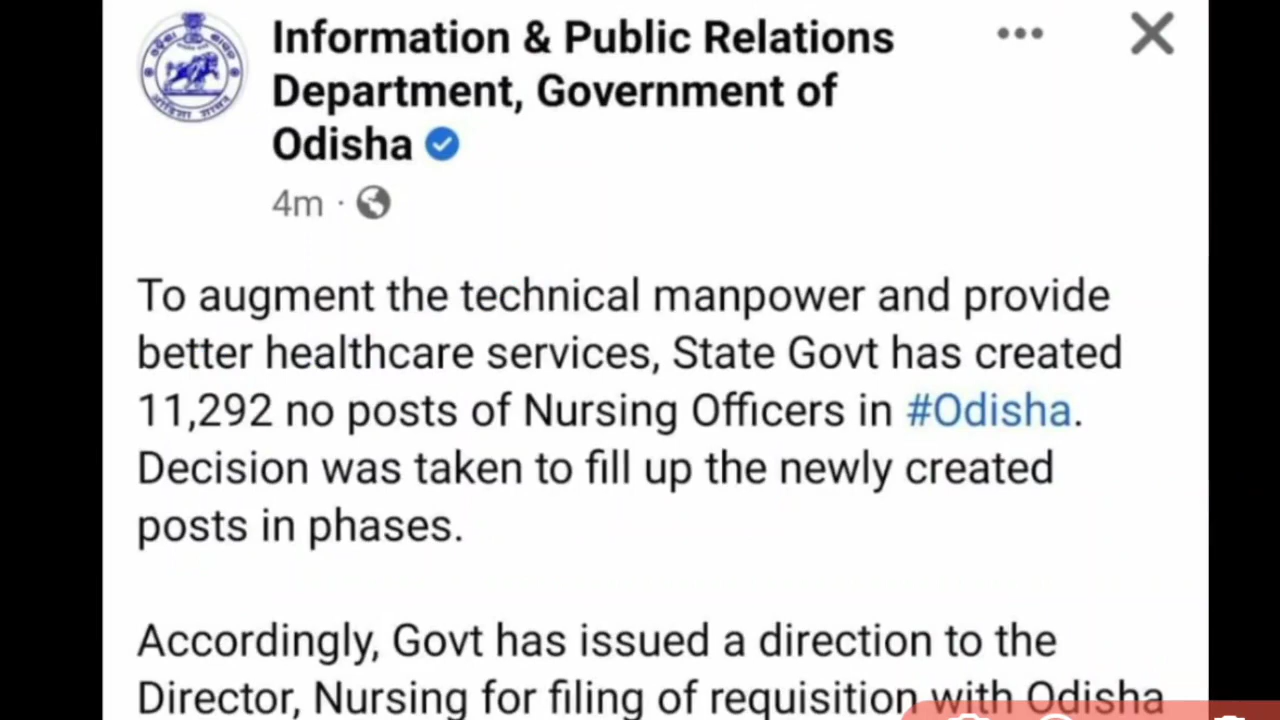 Information & Public Relations
Department, Government of
Odisha
4m ·
To augment the technical manpower and provide
better healthcare services, State Govt has created
11,292 no posts of Nursing Officers in #Odisha.
Decision was taken to fill up the newly created
posts in phases.
Accordingly, Govt has issued a direction to the
Director, Nursing for filing of requisition with Odisha